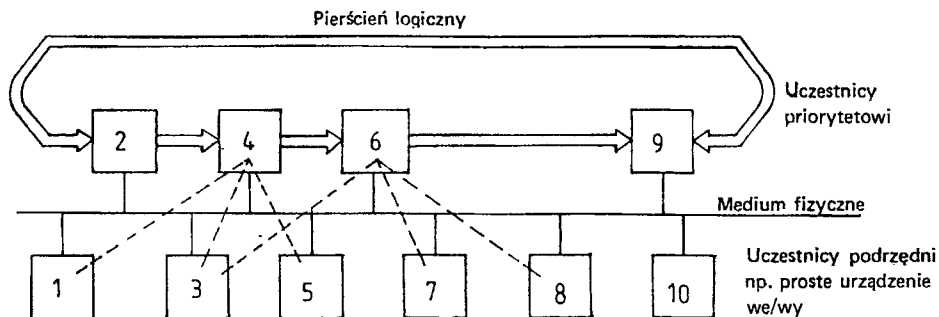 Pierścień logiczny
Uczestnicy
priorytetowi
2
4
6
9
Medium fizyczne
1
3
5
7
8
10
Uczestnicy podrzędni
np. proste urządzenie
we/wy